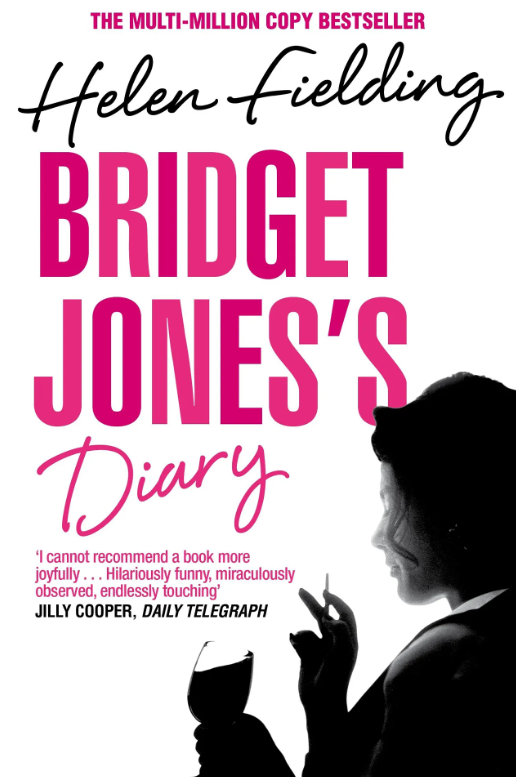 THE MULTI-MILLION COPY BESTSELLER
Helen Fielding
BRIDGET
JONES’S
Diary
‘I cannot recommend a book more
joyfully . . . Hilariously funny, miraculously
observed, endlessly touching’
JILLY COOPER, DAILY TELEGRAPH